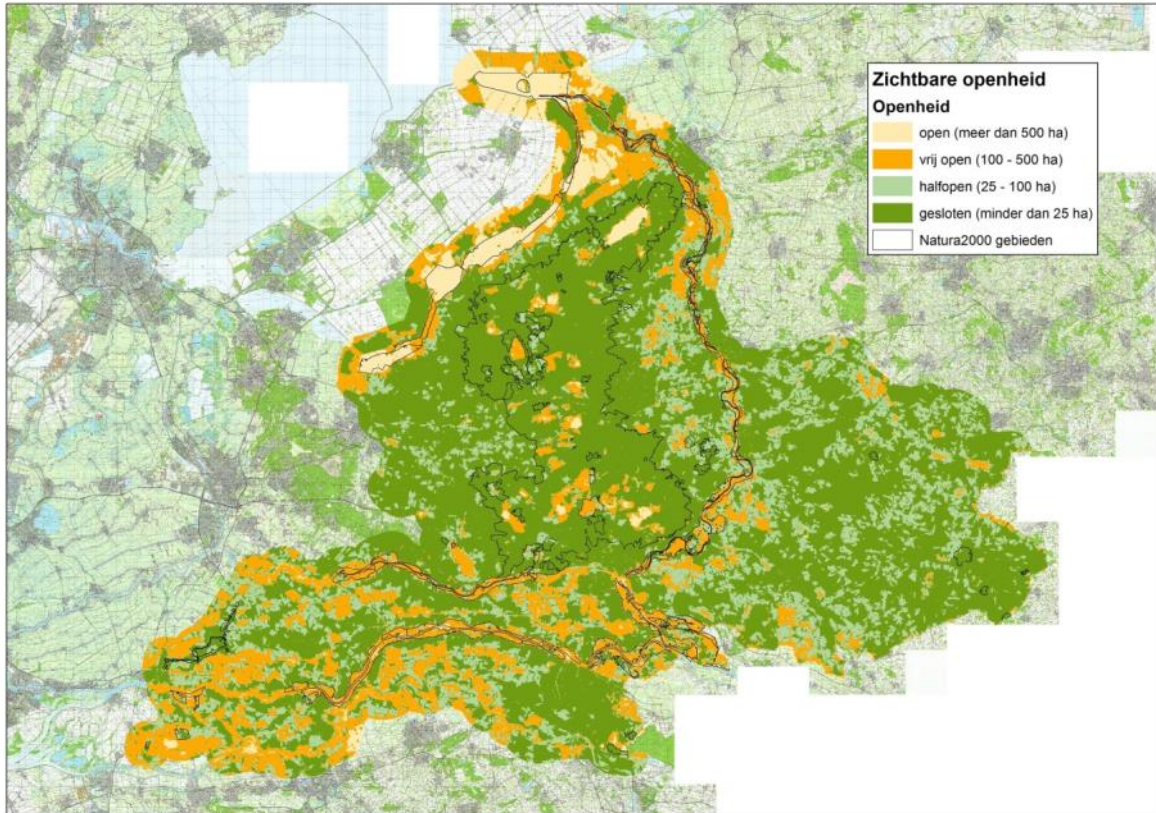 Zichtbare openheid
Openheid
open (meer dan 500 ha)
vrij open (100 - 500 ha)
halfopen (25 - 100 ha)
gesloten (minder dan 25 ha)
Natura2000 gebieden